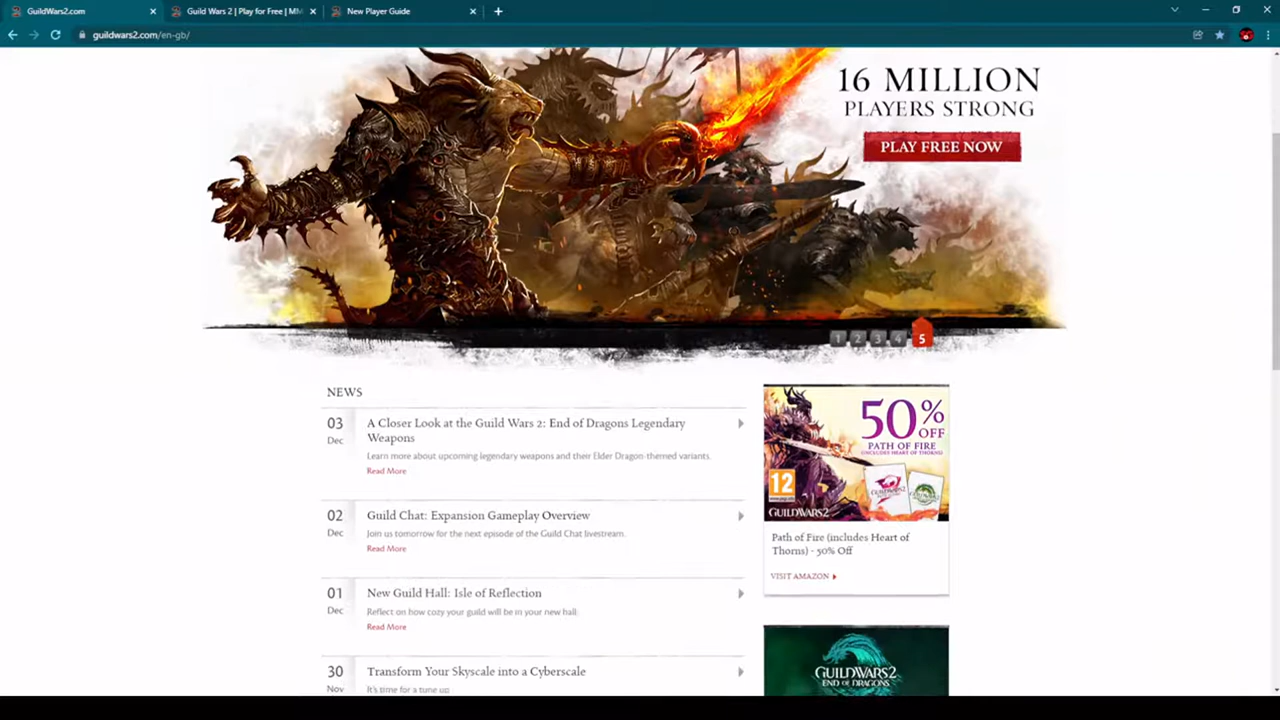 GuildWars2.com
Guild Wars 2 | Play for Free | MM
New Player Guide
guildwars2.com/en-gb/
16 MILLION
PLAYERS STRONG
PLAY FREE NOW
1 2 3 4 5
NEWS
03
Dec
A Closer Look at the Guild Wars 2: End of Dragons Legendary
Weapons
Learn more about upcoming legendary weapons and their Elder Dragon-themed variants.
Read More
02
Dec
Guild Chat: Expansion Gameplay Overview
Join us tomorrow for the next episode of the Guild Chat livestream.
Read More
01
Dec
New Guild Hall: Isle of Reflection
Reflect on how cozy your guild will be in your new hall.
Read More
30
Nov
Transform Your Skyscale into a Cyberscale
It's time for a tune up
50%
OFF
PATH OF FIRE
(INCLUDES HEART OF THORNS)
12
GUILDWARS2
Path of Fire (includes Heart of
Thorns) - 50% Off
VISIT AMAZON
GUILDWARS2
END OF DRAGONS